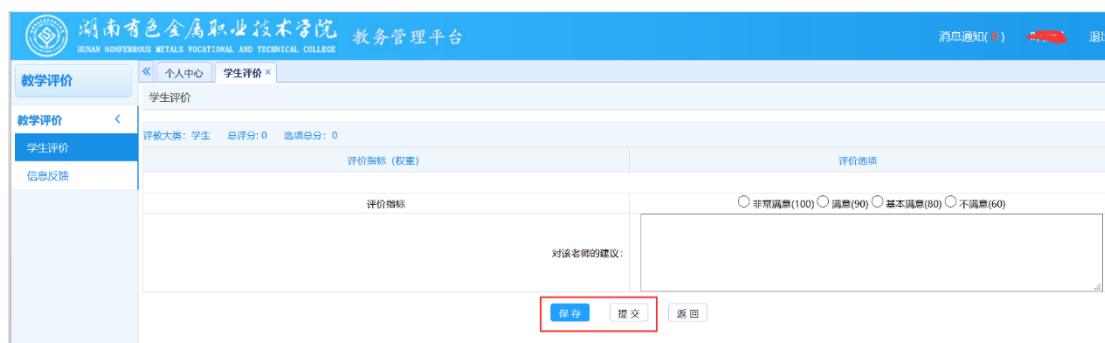 湖南有色金属职业技术学院 教务管理平台
HUNAN NONFERROUS METALS VOCATIONAL AND TECHNICAL COLLEGE
消息通知( 0 )
教学评价
个人中心 学生评价 ×
学生评价
教学评价 <
学生评价
信息反馈
评教大类：学生 总评分: 0 选项总分：0
评价指标（权重） 评价选项
评价指标 非常满意(100) 满意(90) 基本满意(80) 不满意(60)
对该老师的建议：
保 存 提 交 返 回